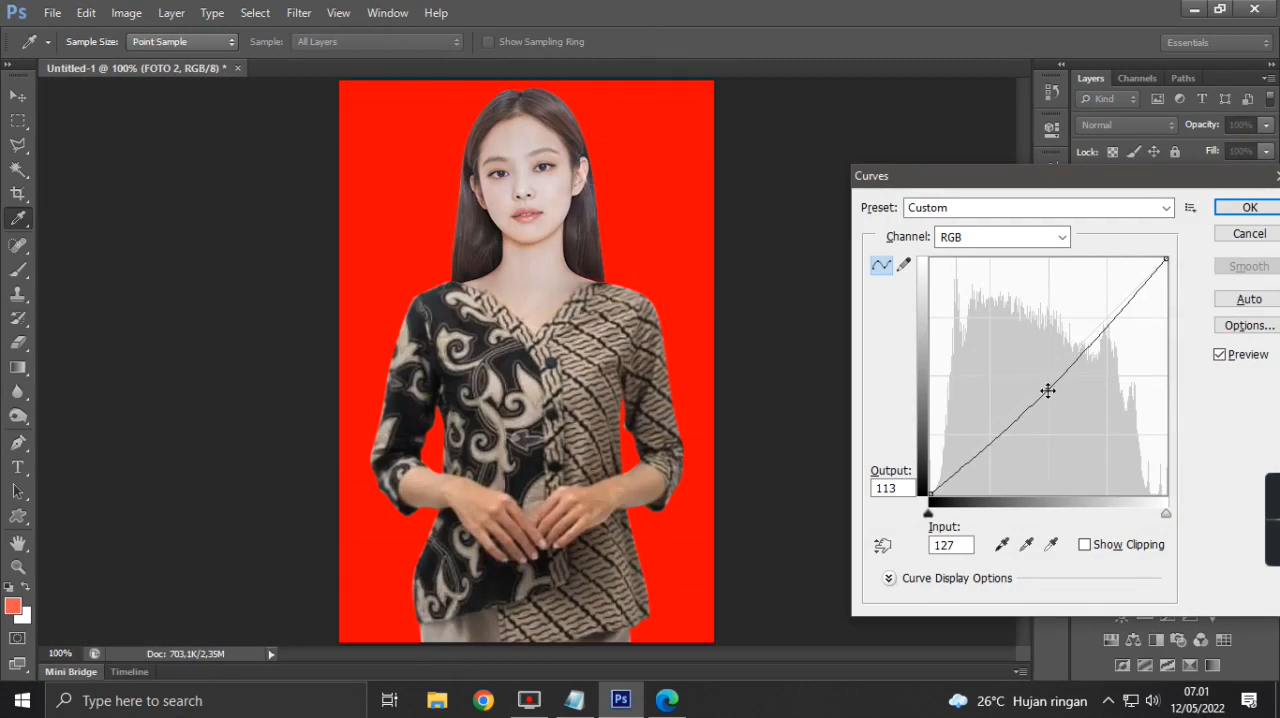 Ps File Edit Image Layer Type Select Filter View Window Help
Sample Size: Point Sample Sample: All Layers Show Sampling Ring Essentials
Untitled-1 @ 100% (FOTO 2, RGB/8) * ×
Layers Channels Paths
Kind
Normal Opacity: 100%
Lock: Fill: 100%
Curves
Preset: Custom OK
Channel: RGB Cancel
Smooth
Auto
Options...
Preview
Output:
113
Input:
127 Show Clipping
Curve Display Options
T
100% Doc: 703,1K/2,35M
Mini Bridge Timeline
Type here to search Ps 26°C Hujan ringan 07.01
12/05/2022